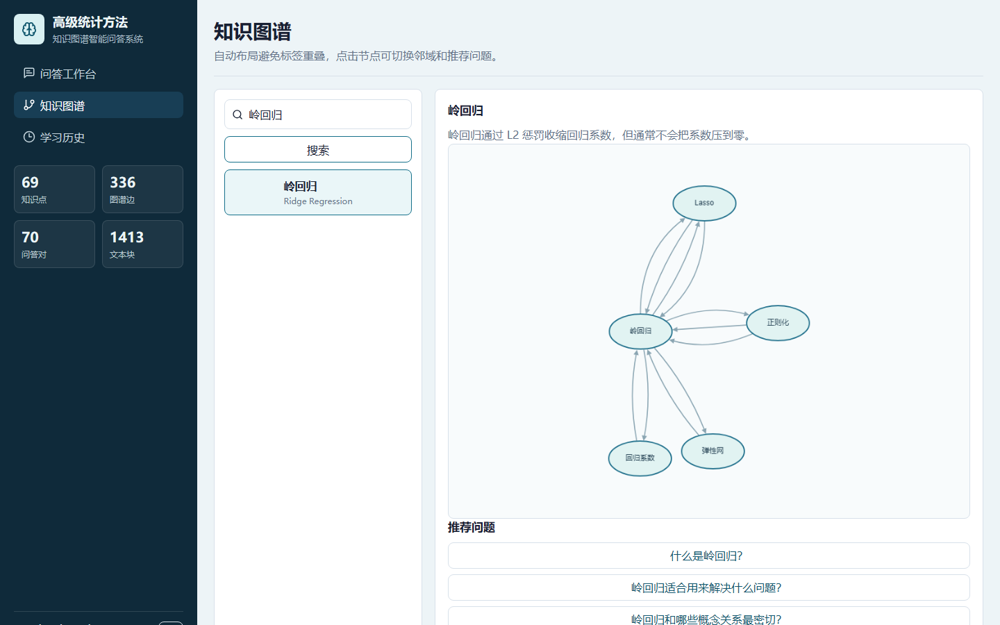 高级统计方法
知识图谱智能问答系统
问答工作台
知识图谱
学习历史
69
知识点
336
图谱边
70
问答对
1413
文本块
知识图谱
自动布局避免标签重叠，点击节点可切换邻域和推荐问题。
岭回归
搜索
岭回归
Ridge Regression
岭回归
岭回归通过 L2 惩罚收缩回归系数，但通常不会把系数压到零。
Lasso
岭回归
正则化
回归系数
弹性网
推荐问题
什么是岭回归？
岭回归适合用来解决什么问题？
岭回归和哪些概念关系最密切？